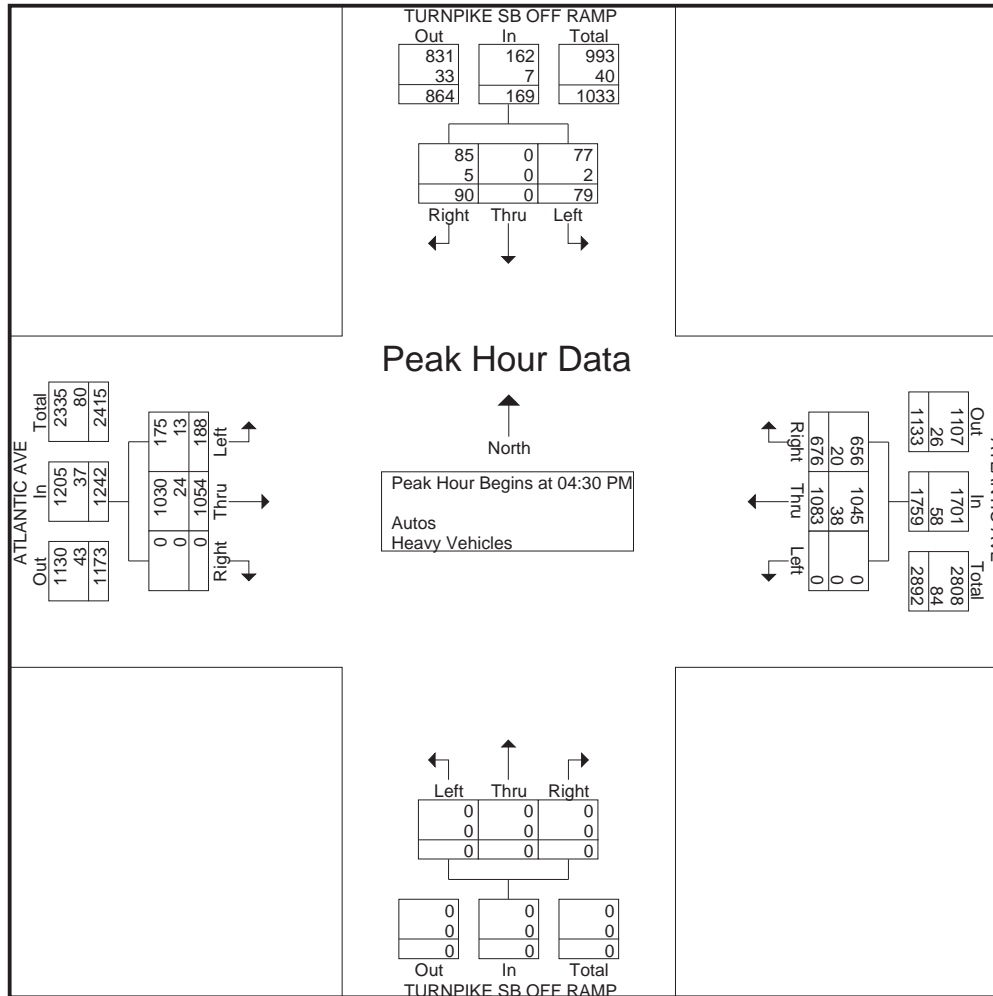 TURNPIKE SB OFF RAMP
Out In Total
831 162 993
33 7 40
864 169 1033
85 0 77
5 0 2
90 0 79
Right Thru Left
Peak Hour Data
North
Peak Hour Begins at 04:30 PM
Autos
Heavy Vehicles
ATLANTIC AVE
Out In Total
1130 1205 2335
43 37 80
1173 1242 2415
Left Thru Right
175 1030 0
13 24 0
188 1054 0
Out In Total
1107 1701 2808
26 58 84
1133 1759 2892
656 1045 0
20 38 0
676 1083 0
Right Thru Left
Left Thru Right
0 0 0
0 0 0
0 0 0
0 0 0
0 0 0
0 0 0
Out In Total
TURNPIKE SB OFF RAMP